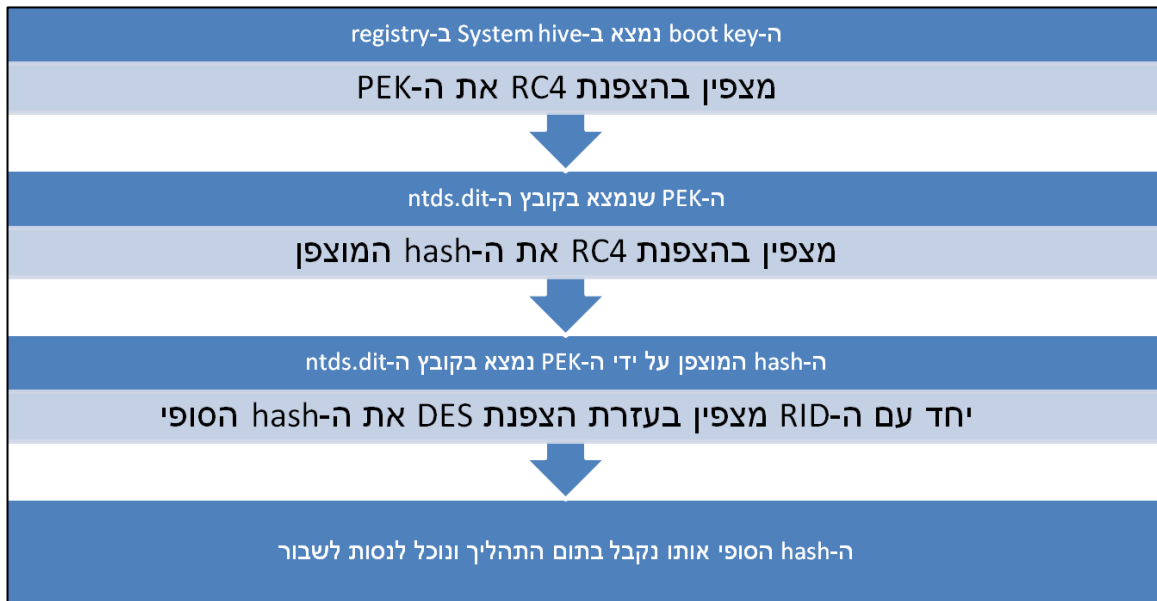 ה-boot key נמצא ב-System hive ב-registry
מצפין בהצפנת RC4 את ה-PEK
ה-PEK שנמצא בקובץ ה-ntds.dit
מצפין בהצפנת RC4 את ה-hash המוצפן
ה-hash המוצפן על ידי ה-PEK נמצא בקובץ ה-ntds.dit
יחד עם ה-RID מצפין בעזרת הצפנת DES את ה-hash הסופי
ה-hash הסופי אותו נקבל בתום התהליך ונוכל לנסות לשבור